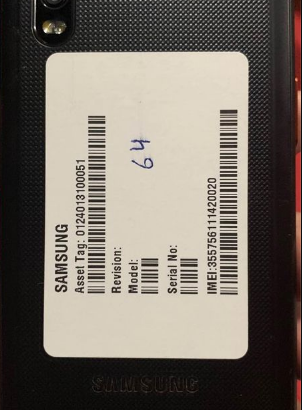 SAMSUNG
Asset Tag: 0124013100051
Revision:
Model:
64
Serial No:
IMEI:355756111420020
SAMSUNG